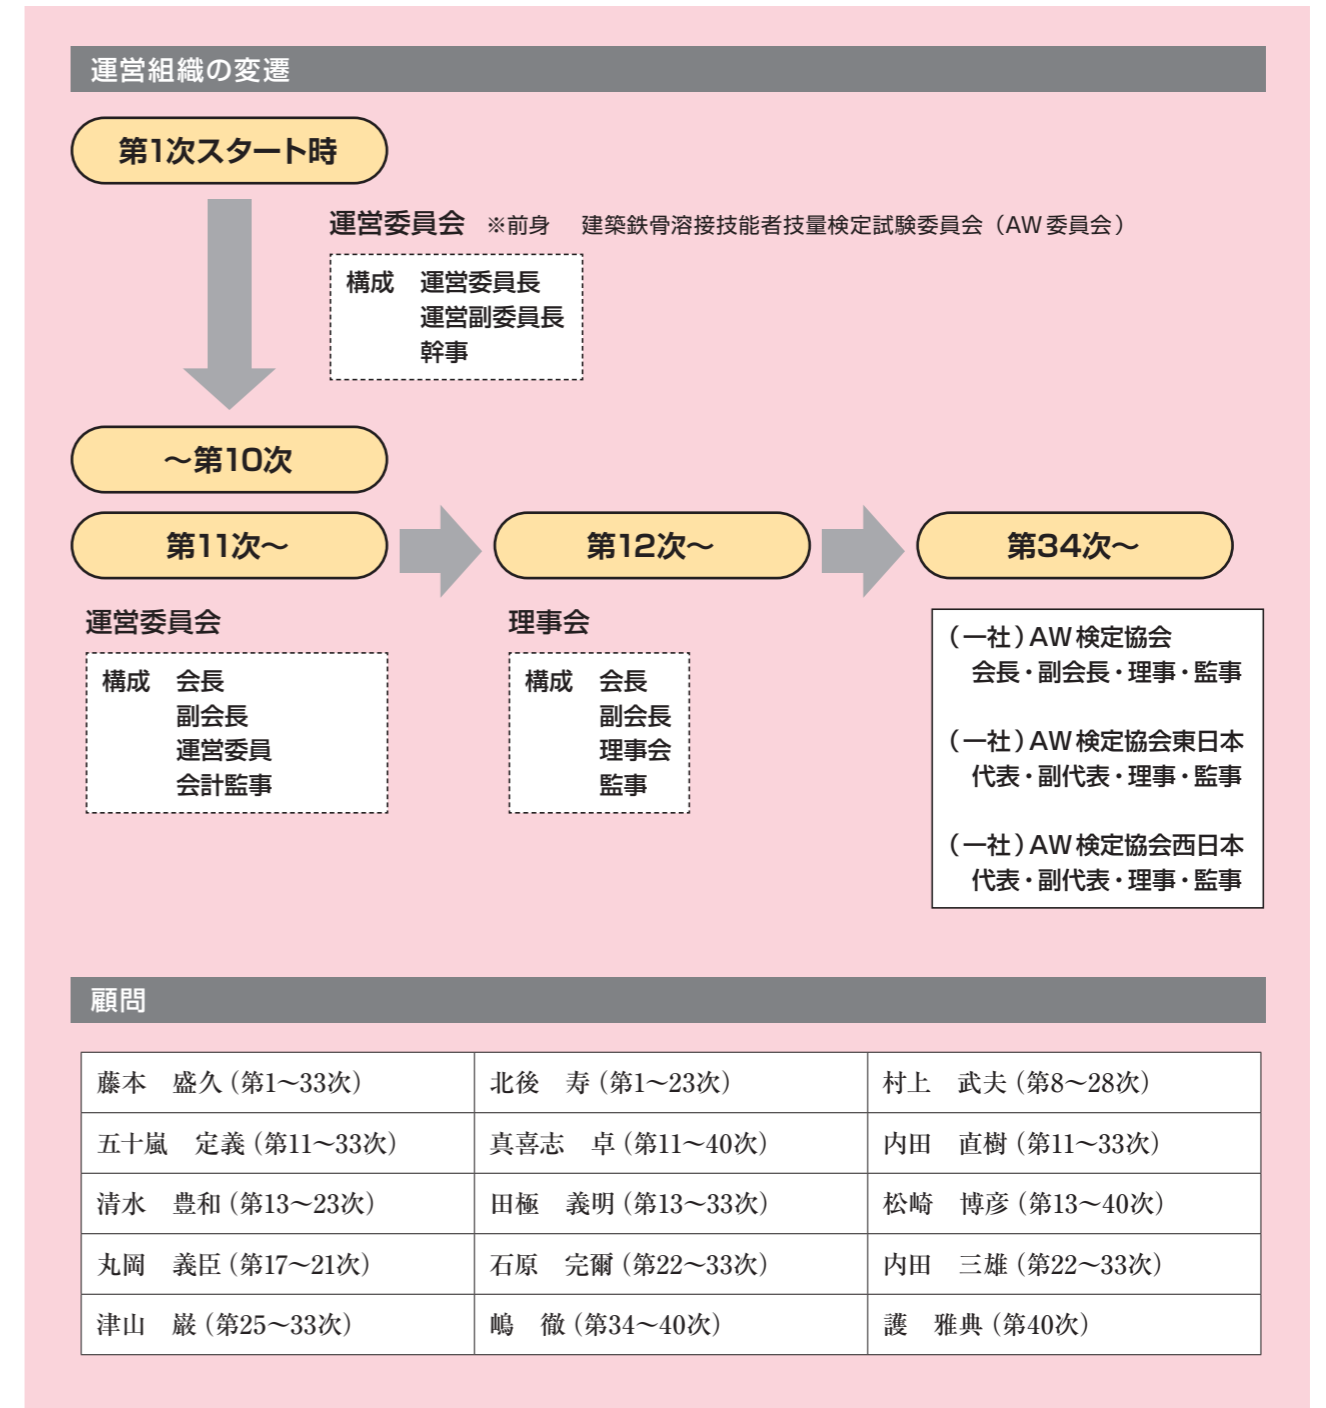 運営組織の変遷
第1次スタート時
運営委員会 ※前身 建築鉄骨溶接技能者技量検定試験委員会（AW委員会）
構成 運営委員長
運営副委員長
幹事
～第10次
第11次～
第12次～
第34次～
運営委員会
構成 会長
副会長
運営委員
会計監事
理事会
構成 会長
副会長
理事会
監事
（一社）AW検定協会
会長・副会長・理事・監事
（一社）AW検定協会東日本
代表・副代表・理事・監事
（一社）AW検定協会西日本
代表・副代表・理事・監事
顧問
藤本 盛久（第1～33次） 北後 寿（第1～23次） 村上 武夫（第8～28次）
五十嵐 定義（第11～33次） 真喜志 卓（第11～40次） 内田 直樹（第11～33次）
清水 豊和（第13～23次） 田極 義明（第13～33次） 松崎 博彦（第13～40次）
丸岡 義臣（第17～21次） 石原 完爾（第22～33次） 内田 三雄（第22～33次）
津山 巌（第25～33次） 嶋 徹（第34～40次） 護 雅典（第40次）